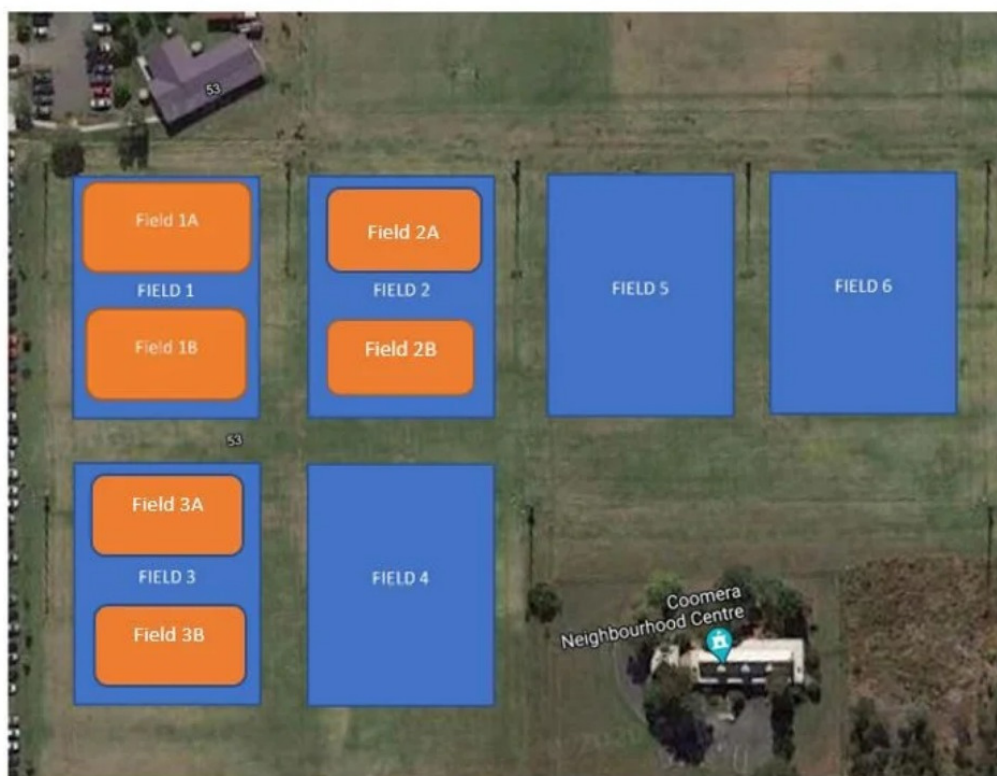 53
Field 1A
FIELD 1
Field 1B
Field 2A
FIELD 2
Field 2B
FIELD 5
FIELD 6
53
Field 3A
FIELD 3
Field 3B
FIELD 4
Coomera
Neighbourhood Centre